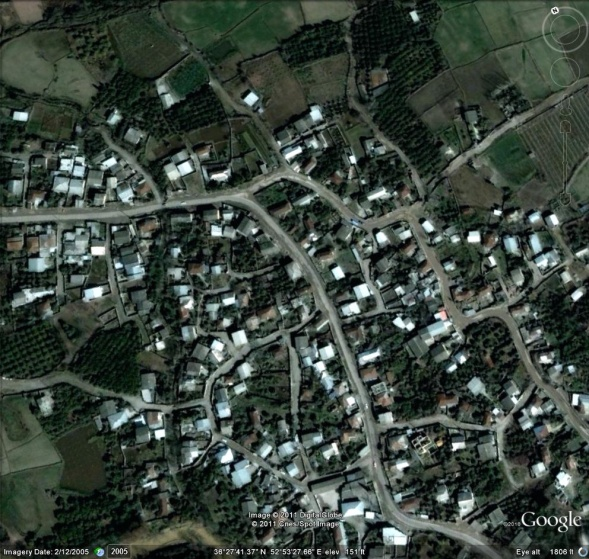 N
Image © 2011 DigitalGlobe
© 2011 Cnes/Spot Image
©2010 Google
Imagery Date: 2/12/2005 2005 36°27'41.37" N 52°53'27.66" E elev 151 ft Eye alt 1806 ft